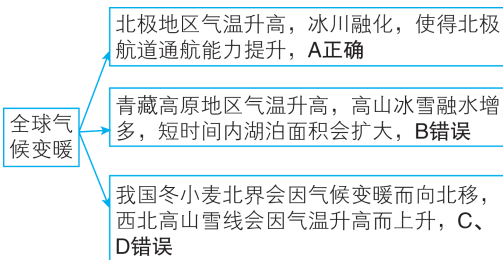 北极地区气温升高，冰川融化，使得北极
航道通航能力提升，A正确
全球气
候变暖
青藏高原地区气温升高，高山冰雪融水增
多，短时间内湖泊面积会扩大，B错误
我国冬小麦北界会因气候变暖而向北移，
西北高山雪线会因气温升高而上升，C、
D错误